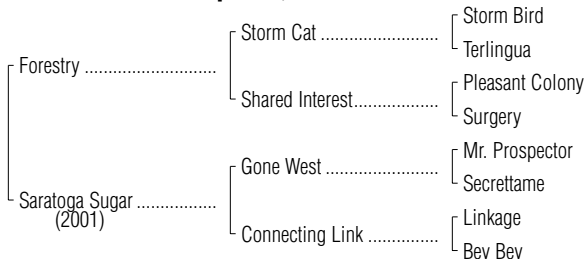 Storm Bird
Storm Cat ......................
Terlingua
Forestry ........................
Pleasant Colony
Shared Interest................
Surgery
Mr. Prospector
Gone West .....................
Secrettame
Saratoga Sugar ..............
(2001)
Linkage
Connecting Link .............
Bev Bev